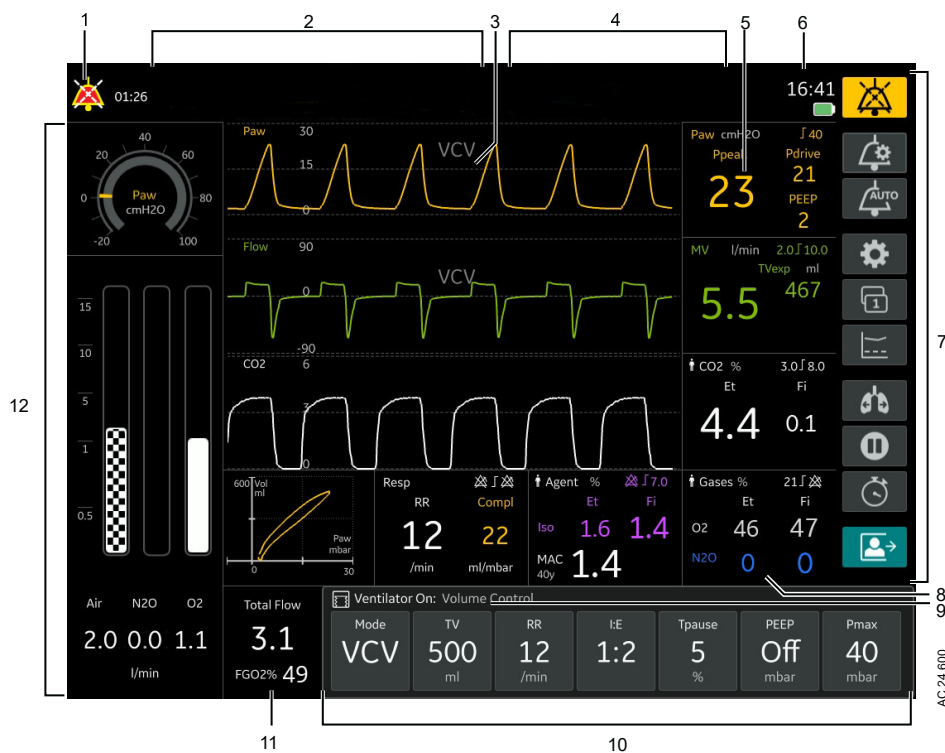 1 2 3 4 5 6
01:26
16:41
AUTO
1
7
12
40
20
0
Paw
cmH2O
80
-20
100
15
10
5
1
0.5
Air N2O O2
2.0 0.0 1.1
l/min
Paw
30
15
0
VCV
Flow
90
0
-90
VCV
CO2
6
3
0
Paw cmH2O 40
Ppeak Pdrive
23 21
PEEP
2
MV l/min 2.0 10.0
TVexp ml
5.5 467
CO2 % 3.0 8.0
Et Fi
4.4 0.1
600 Vol
ml
Paw
mbar
0 30
Resp
RR Compl
12 22
/min ml/mbar
Agent % 7.0
Et Fi
Iso 1.6 1.4
MAC
40y
1.4
Gases % 21
Et Fi
O2 46 47
N2O 0 0
8
9
Total Flow
3.1
FGO2% 49
Ventilator On: Volume Control
Mode TV RR I:E Tpause PEEP Pmax
VCV 500 12 1:2 5 Off 40
ml /min % mbar mbar
11
10
AC 24 600